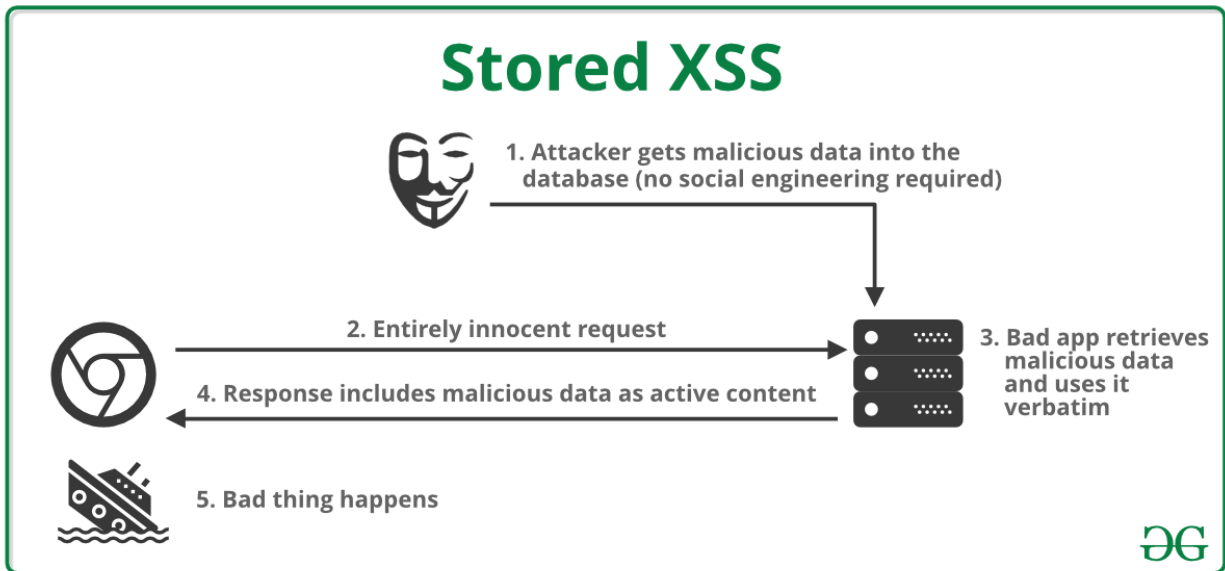 Stored XSS
1. Attacker gets malicious data into the
database (no social engineering required)
2. Entirely innocent request
3. Bad app retrieves
malicious data
and uses it
verbatim
4. Response includes malicious data as active content
5. Bad thing happens